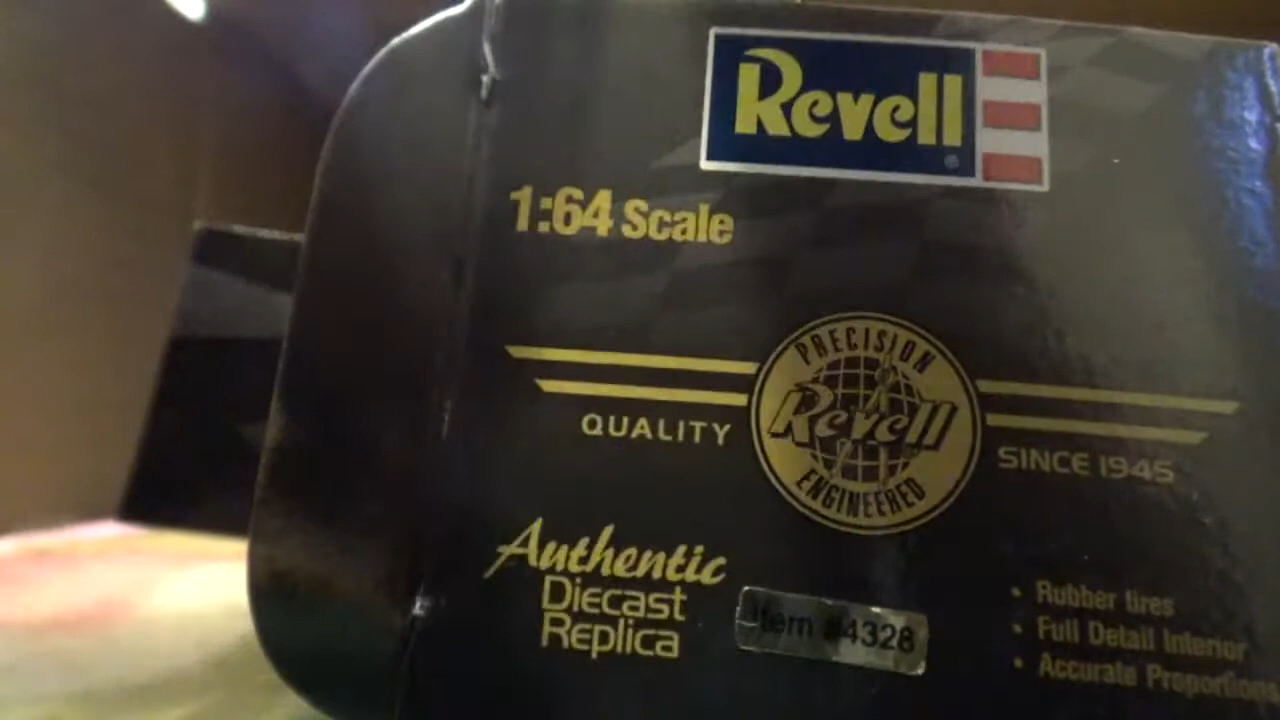 Revell
1:64 Scale
PRECISION
Revell
ENGINEERED
QUALITY
SINCE 1945
Authentic
Diecast
Replica
Item #4328
• Rubber tires
• Full Detail Interior
• Accurate Proportions